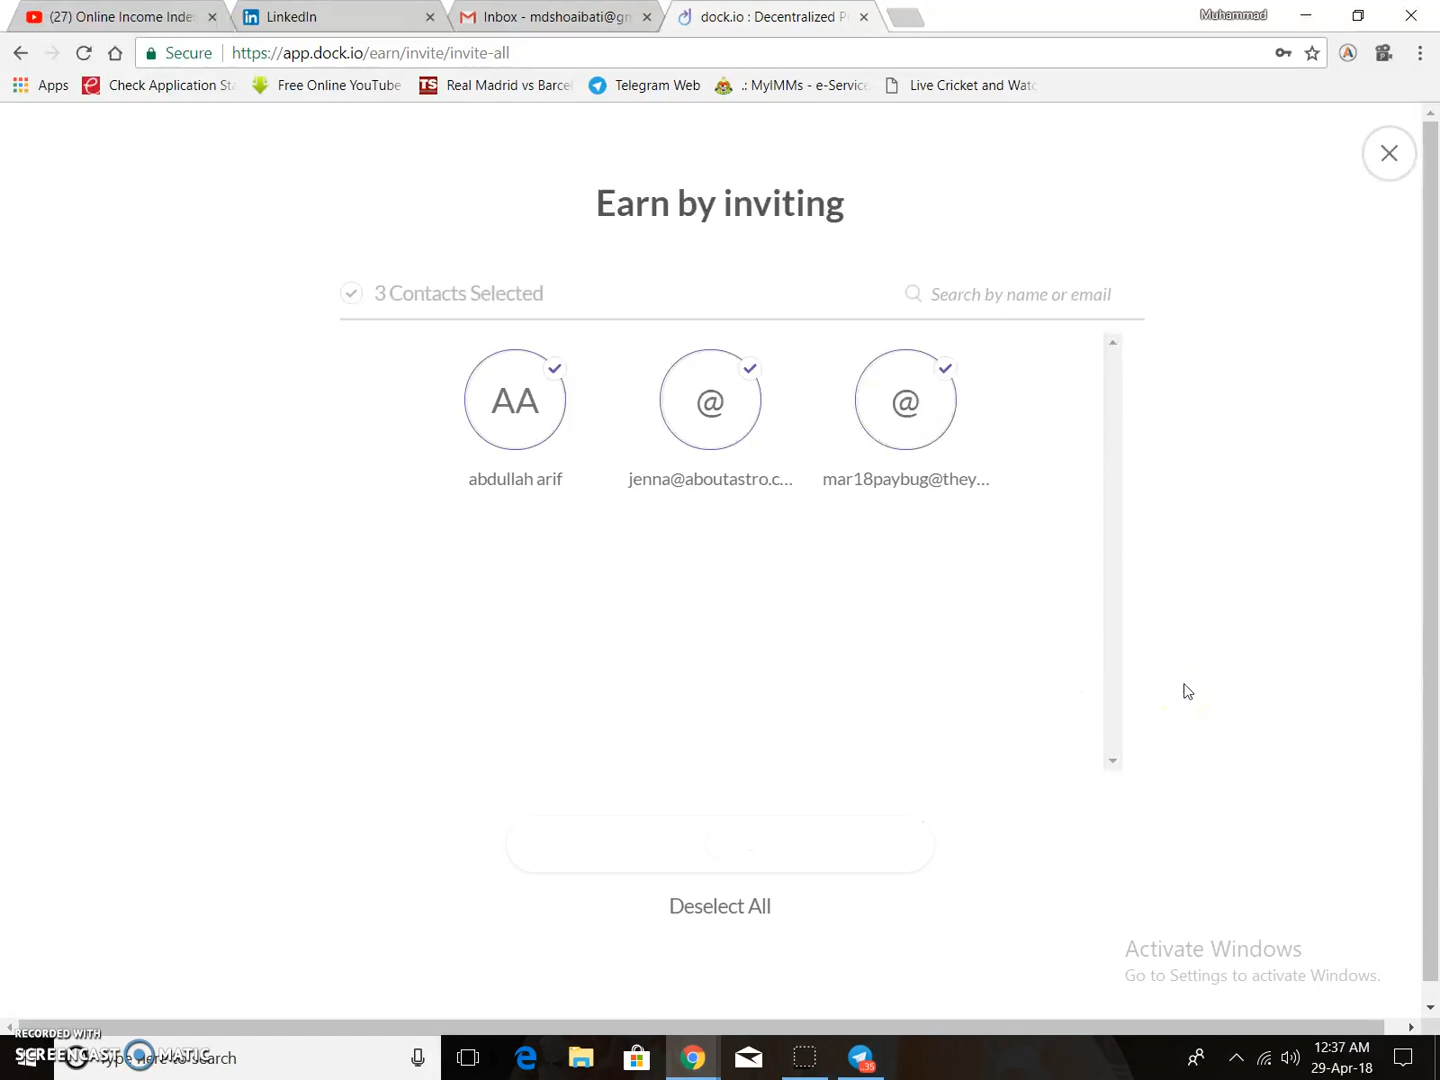 (27) Online Income Inde
LinkedIn
Inbox - mdshoaibati@gm
dock.io : Decentralized P
Muhammad
Secure
https://app.dock.io/earn/invite/invite-all
Apps
Check Application Sta
Free Online YouTube
TS
Real Madrid vs Barcel
Telegram Web
.: MyIMMs - e-Service
Live Cricket and Watc
Earn by inviting
3 Contacts Selected
Search by name or email
AA
@
@
abdullah arif
jenna@aboutastro.c...
mar18paybug@they...
Deselect All
Activate Windows
Go to Settings to activate Windows.
RECORDED WITH
SCREENCAST MATIC
Type here to search
35
12:37 AM
29-Apr-18